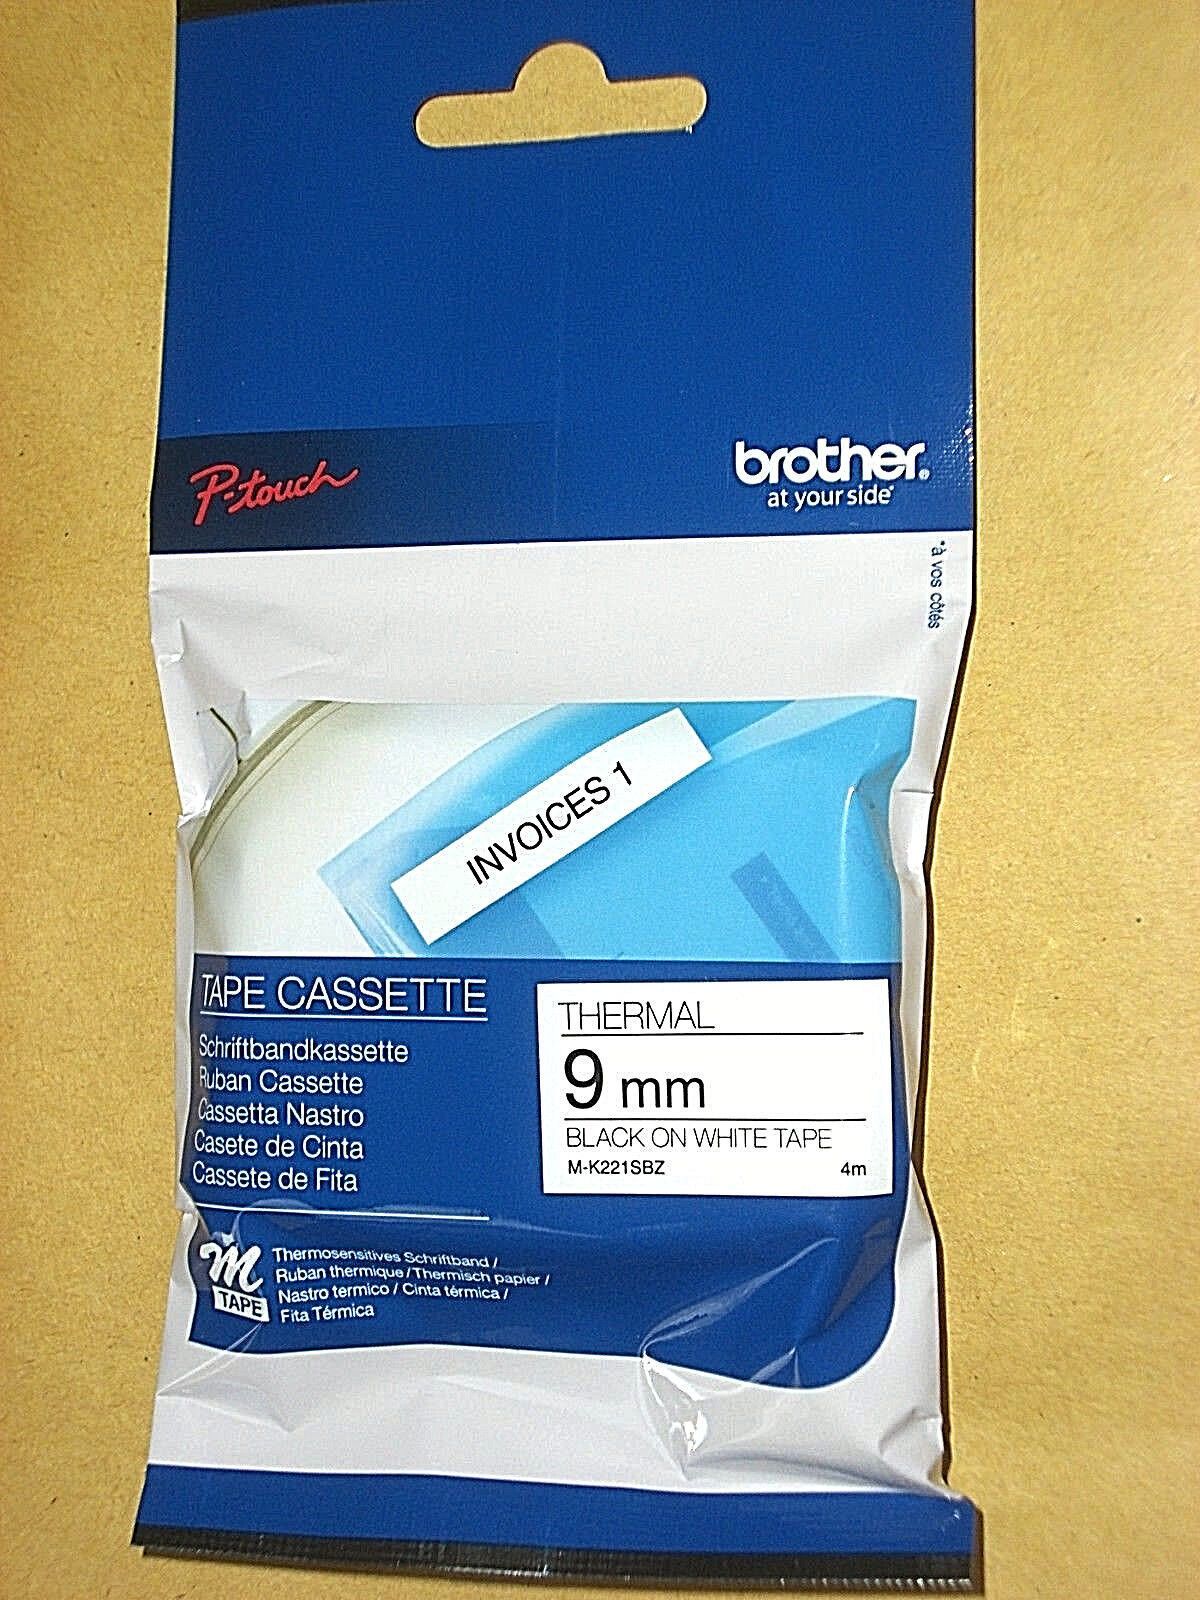 P-touch
brother
at your side*
*à vos côtés
INVOICES 1
TAPE CASSETTE
Schriftbandkassette
Ruban Cassette
Cassetta Nastro
Casete de Cinta
Cassete de Fita
THERMAL
9 mm
BLACK ON WHITE TAPE
M-K221SBZ 4m
M
TAPE
Thermosensitives Schriftband /
Ruban thermique / Thermisch papier /
Nastro termico / Cinta térmica /
Fita Térmica